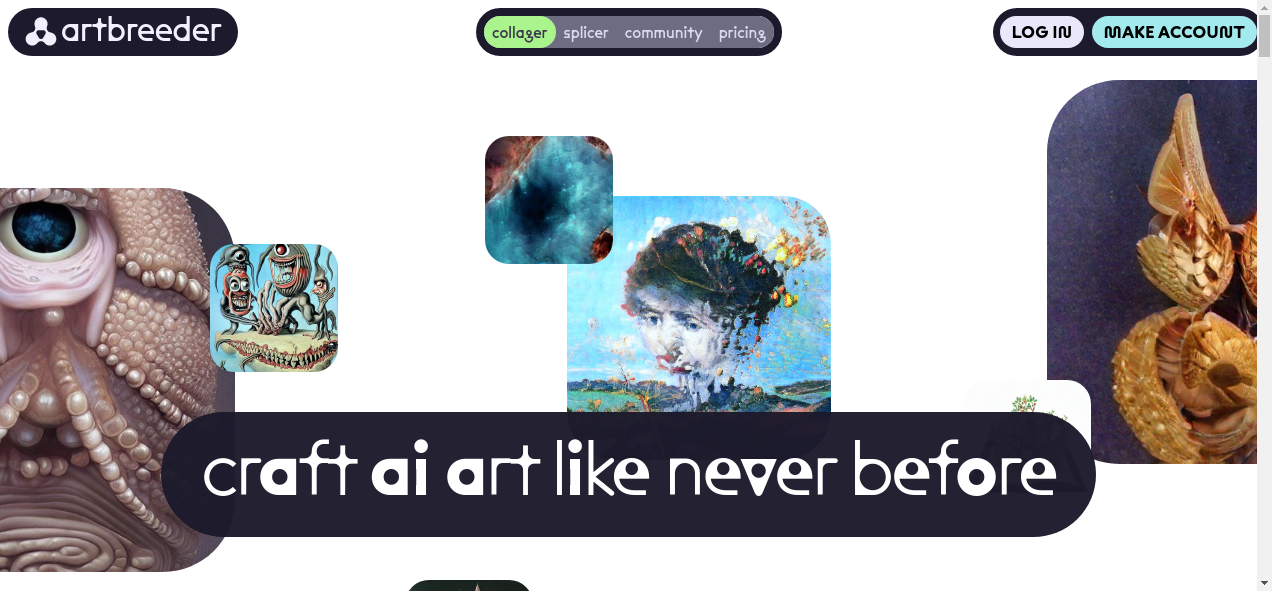 artbreeder
collager splicer community pricing
LOG IN MAKE ACCOUNT
craft ai art like never before